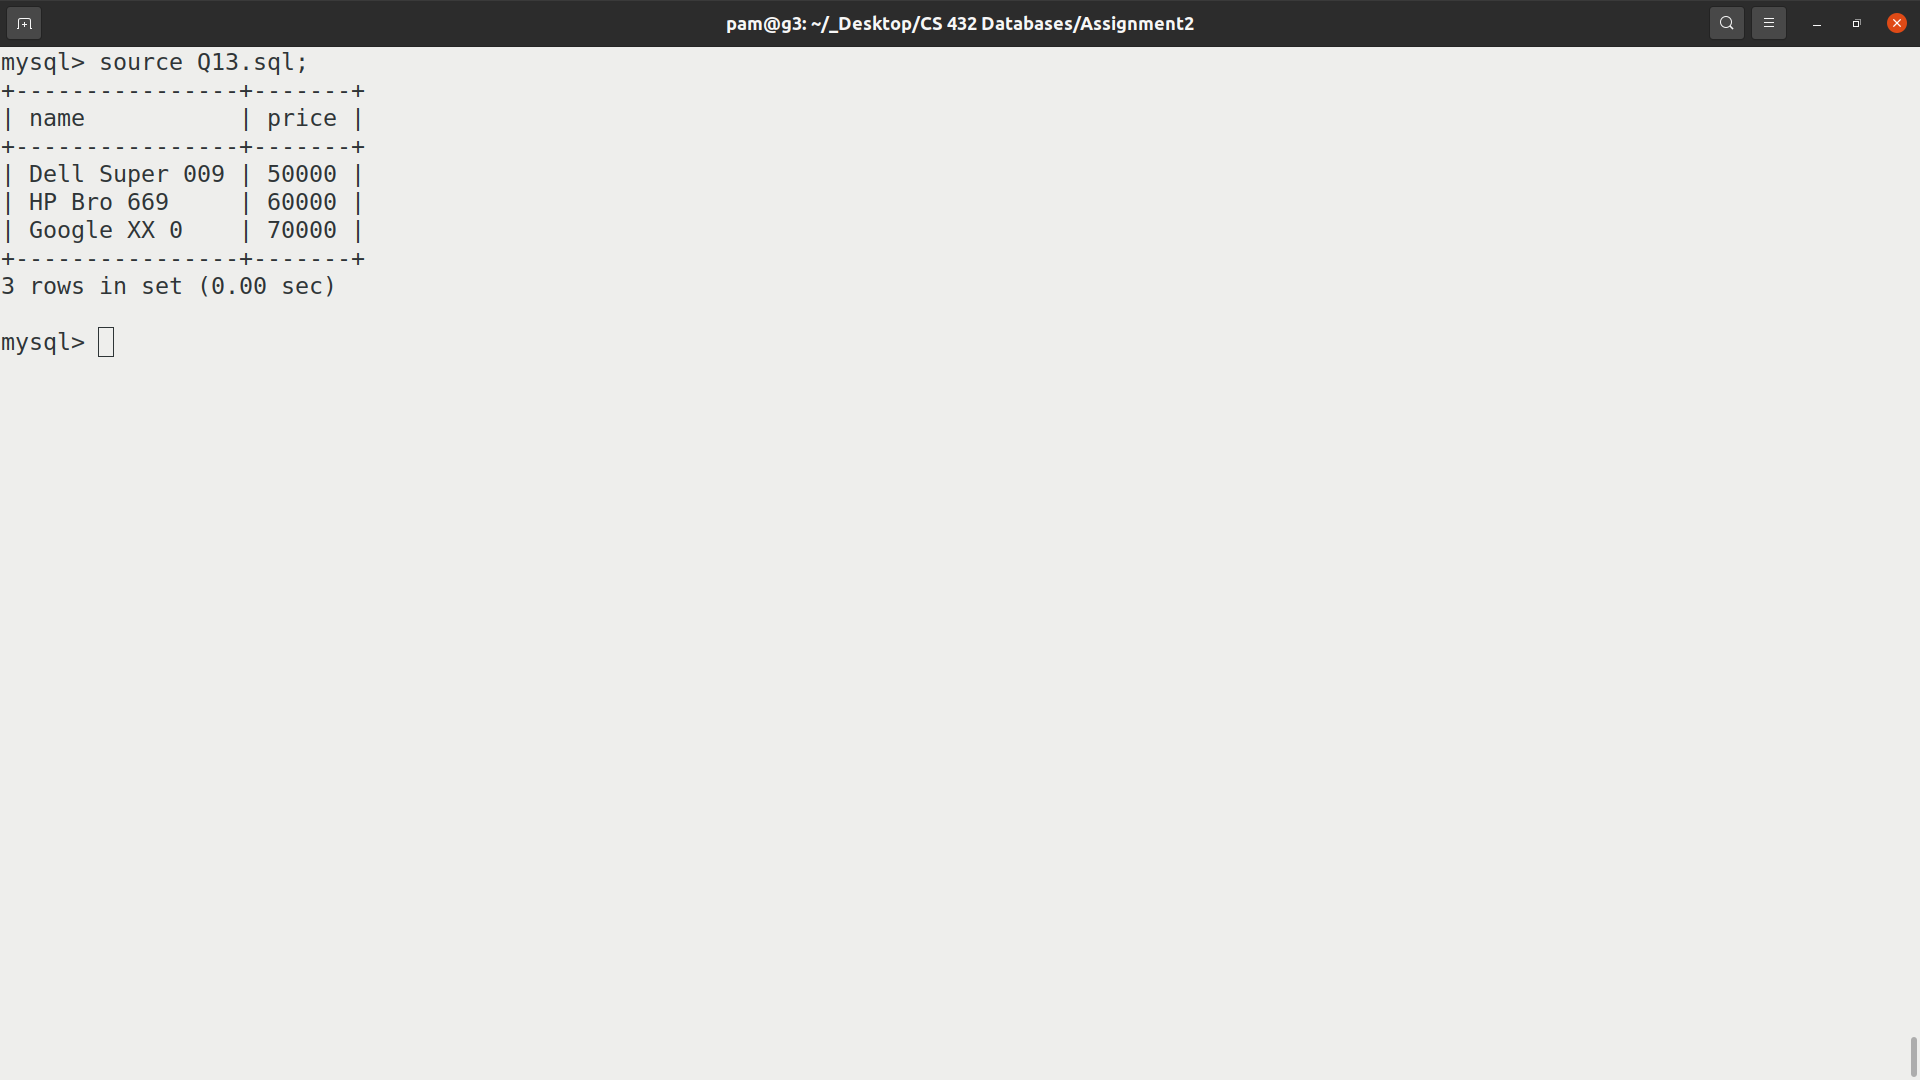 pam@g3: ~/_Desktop/CS 432 Databases/Assignment2
mysql> source Q13.sql;
+----------------+-------+
| name           | price |
+----------------+-------+
| Dell Super 009 | 50000 |
| HP Bro 669     | 60000 |
| Google XX 0    | 70000 |
+----------------+-------+
3 rows in set (0.00 sec)

mysql>